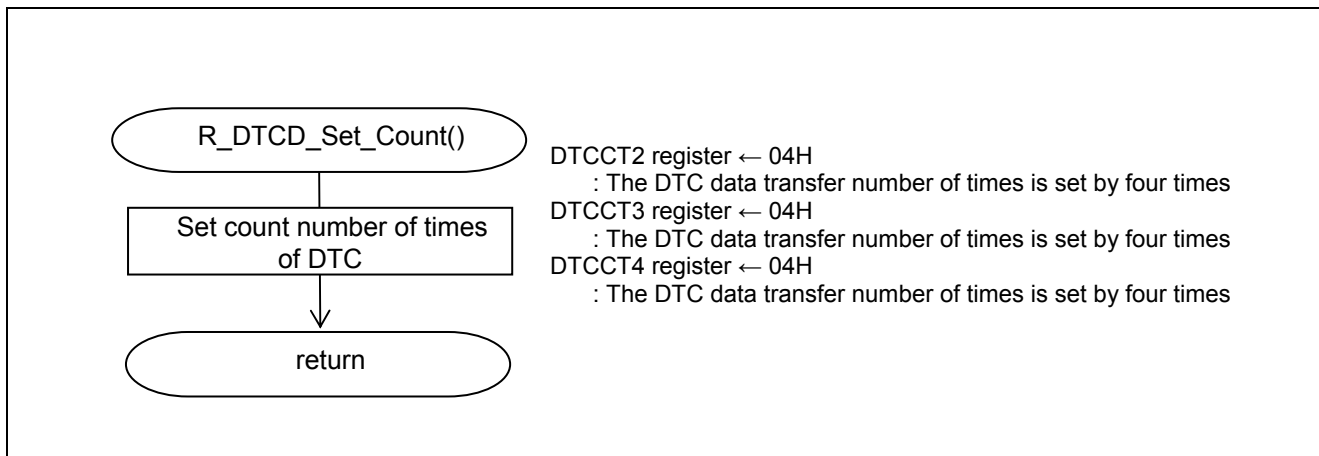 R_DTCD_Set_Count()
Set count number of times
of DTC
return
DTCCT2 register ← 04H
: The DTC data transfer number of times is set by four times
DTCCT3 register ← 04H
: The DTC data transfer number of times is set by four times
DTCCT4 register ← 04H
: The DTC data transfer number of times is set by four times